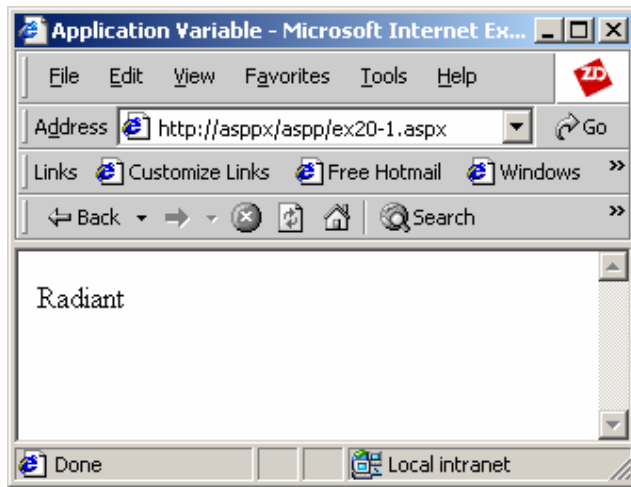 Application Variable - Microsoft Internet Ex...
File Edit View Favorites Tools Help
ZD
Address http://asppx/aspp/ex20-1.aspx Go
Links Customize Links Free Hotmail Windows »
Back Search »
Radiant
Done Local intranet